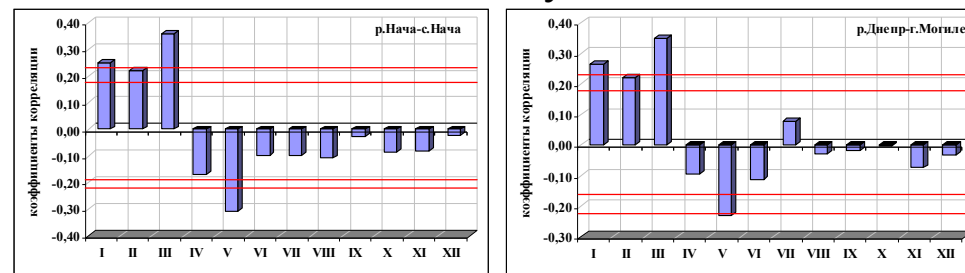 р.Нача-с.Нача
коэффициенты корреляции
0,40
0,30
0,20
0,10
0,00
-0,10
-0,20
-0,30
-0,40
I II III IV V VI VII VIII IX X XI XII
р.Днепр-г.Могиле
коэффициенты корреляции
0,40
0,30
0,20
0,10
0,00
-0,10
-0,20
-0,30
I II III IV V VI VII VIII IX X XI XII